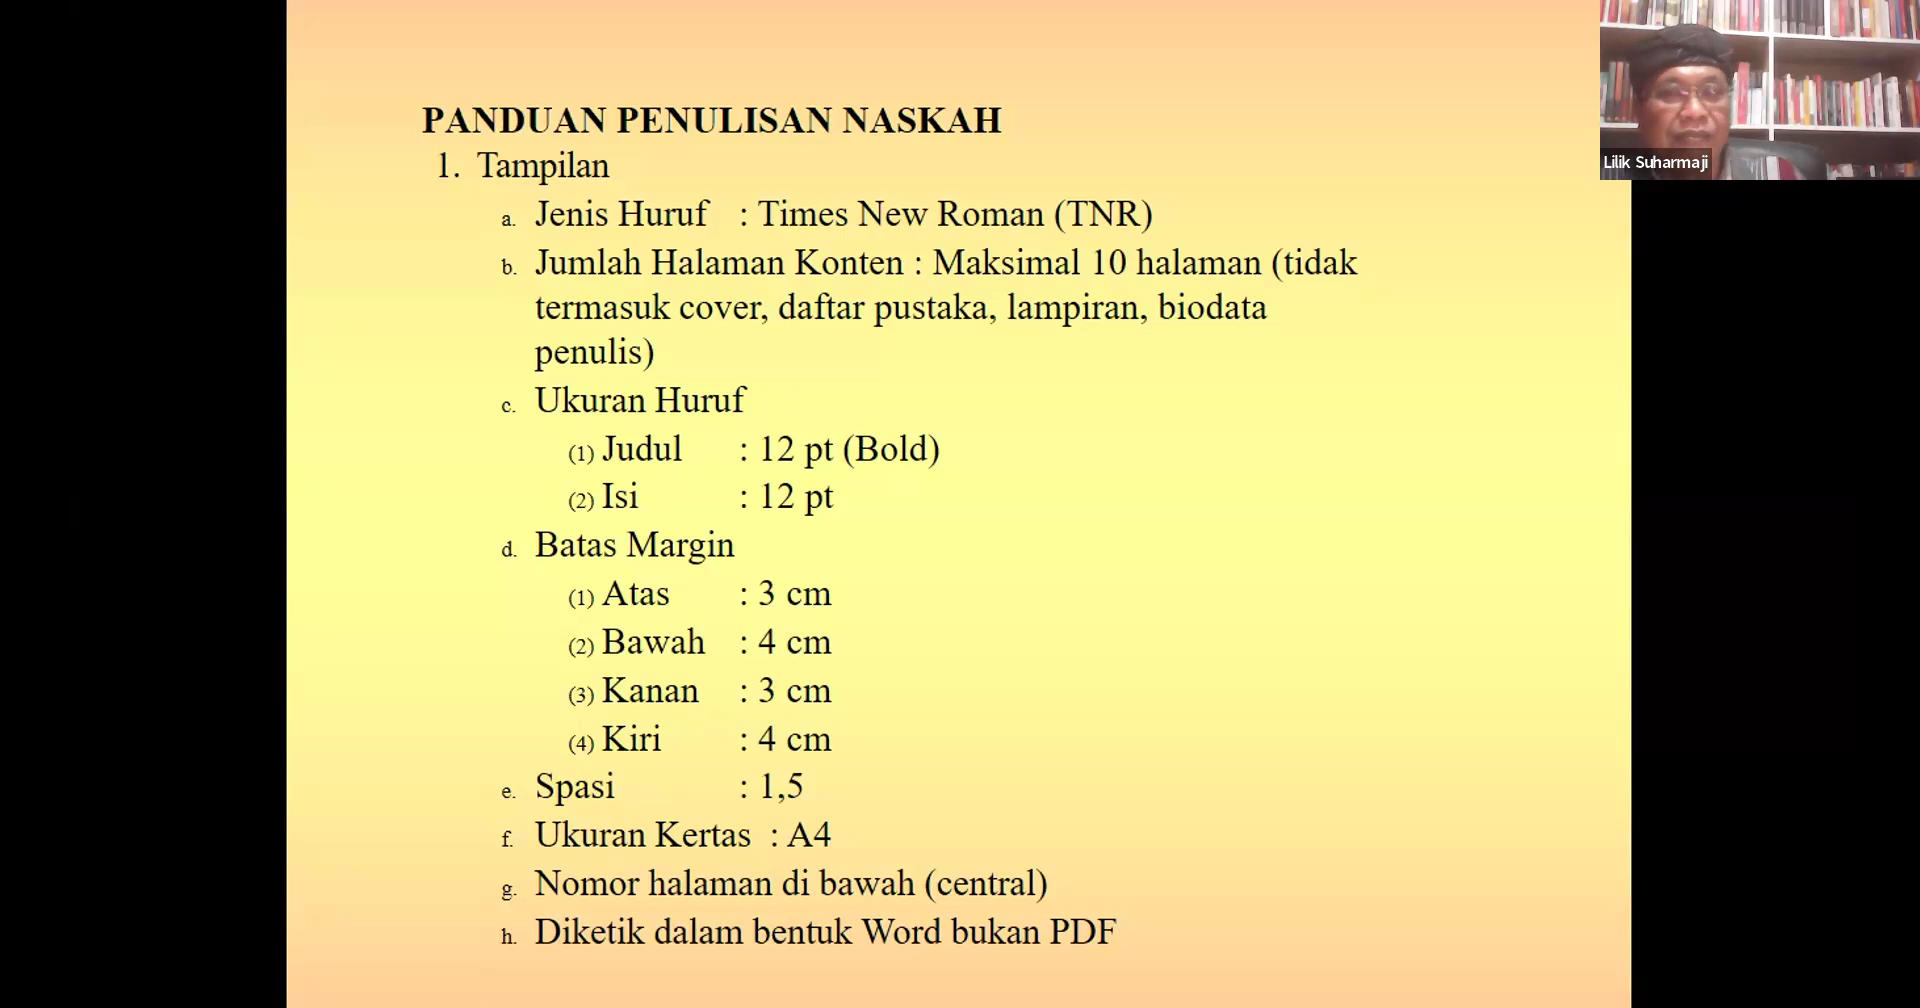 PANDUAN PENULISAN NASKAH
1. Tampilan
a. Jenis Huruf : Times New Roman (TNR)
b. Jumlah Halaman Konten : Maksimal 10 halaman (tidak
termasuk cover, daftar pustaka, lampiran, biodata
penulis)
c. Ukuran Huruf
(1) Judul : 12 pt (Bold)
(2) Isi : 12 pt
d. Batas Margin
(1) Atas : 3 cm
(2) Bawah : 4 cm
(3) Kanan : 3 cm
(4) Kiri : 4 cm
e. Spasi : 1,5
f. Ukuran Kertas : A4
g. Nomor halaman di bawah (central)
h. Diketik dalam bentuk Word bukan PDF
Lilik Suharmaji